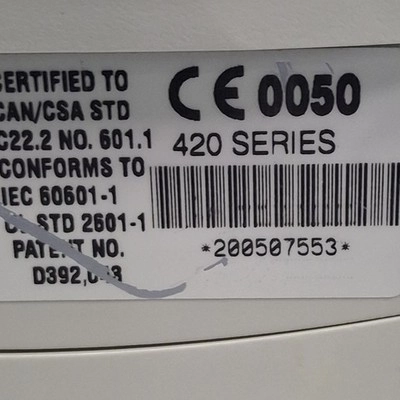 CERTIFIED TO
CAN/CSA STD
C22.2 NO. 601.1
CONFORMS TO
IEC 60601-1
STD 2601-1
PATENT NO.
CE 0050
420 SERIES
*200507553*